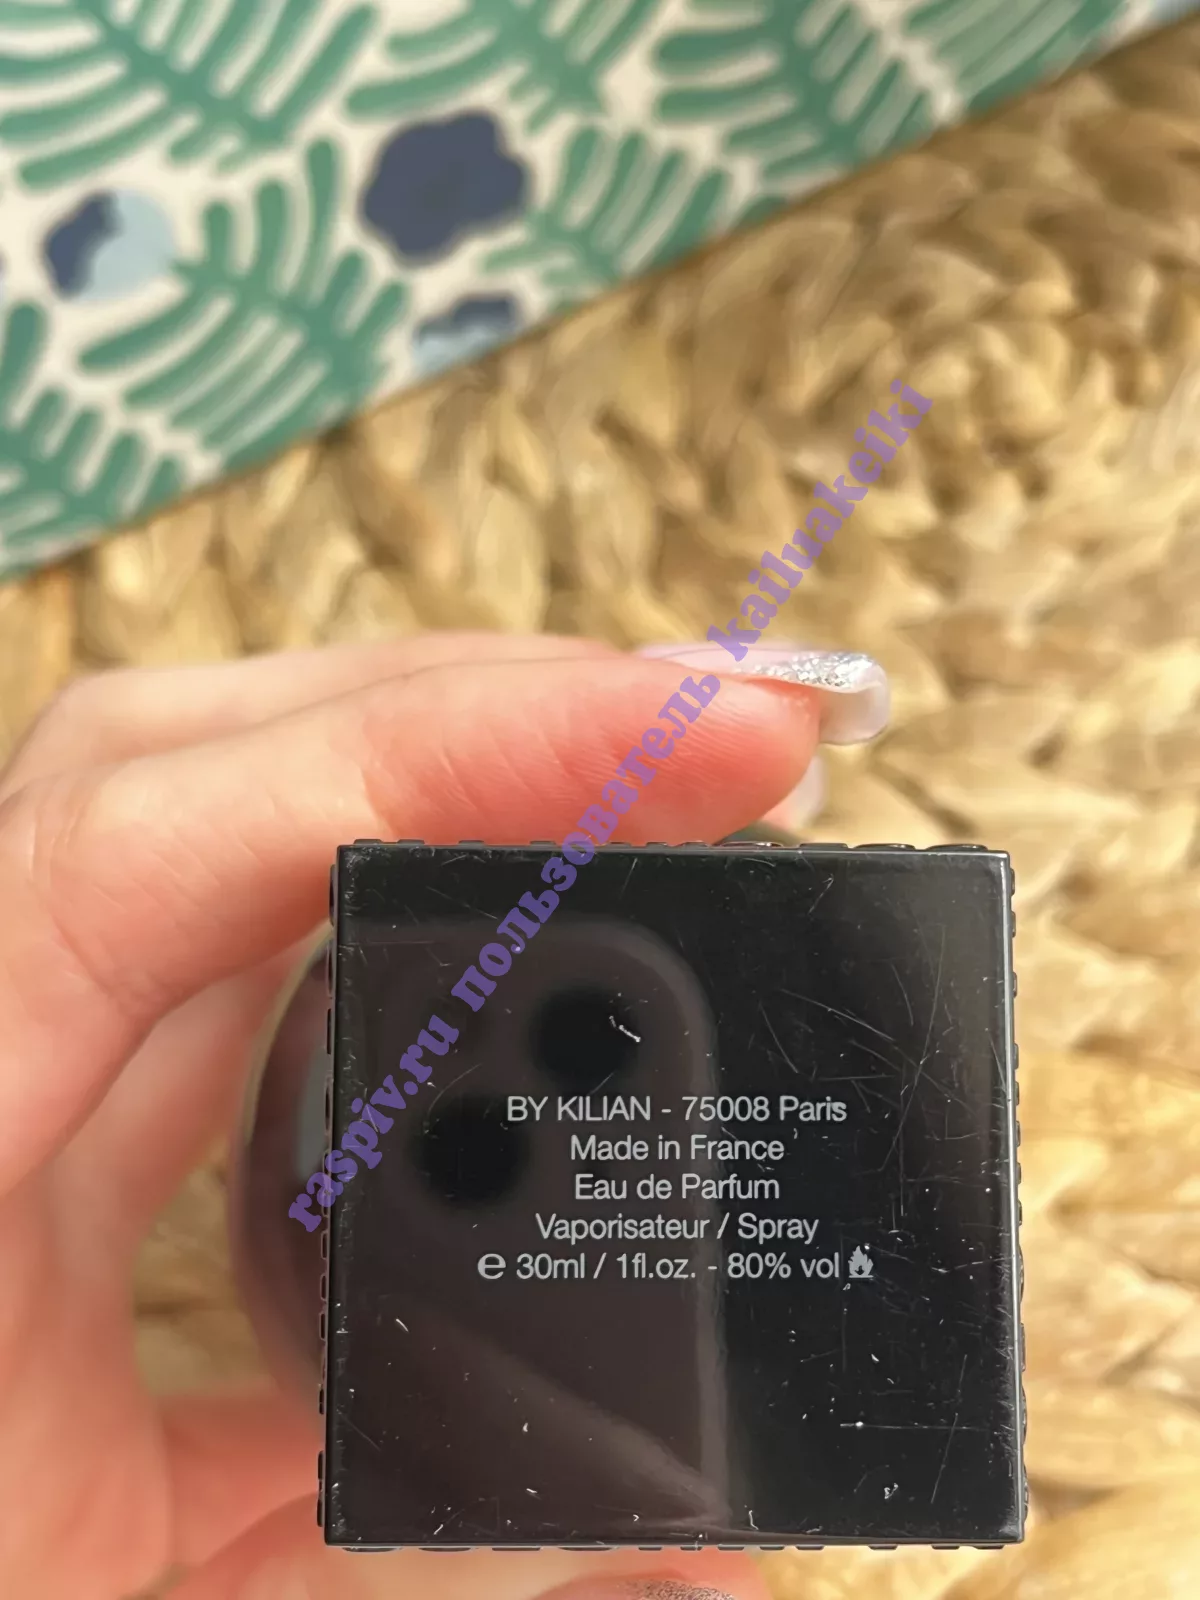 raspiv.ru пользователь kailuakeiki
BY KILIAN - 75008 Paris
Made in France
Eau de Parfum
Vaporisateur / Spray
℮ 30ml / 1fl.oz. - 80% vol